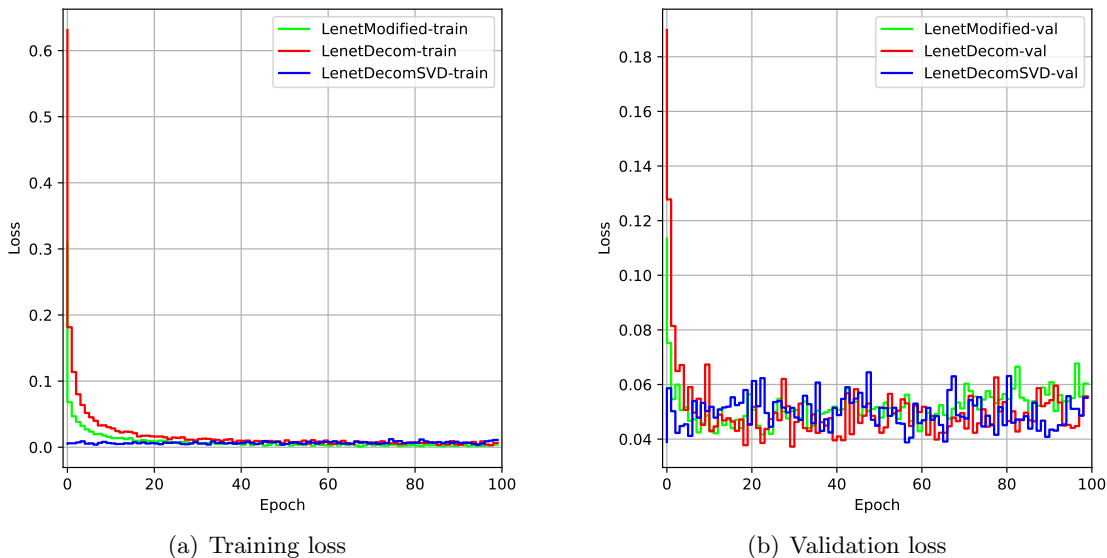 LenetModified-train
LenetDecom-train
LenetDecomSVD-train
0.6
0.5
0.4
0.3
0.2
0.1
0.0
Loss
0 20 40 60 80 100
Epoch
(a) Training loss
LenetModified-val
LenetDecom-val
LenetDecomSVD-val
0.18
0.16
0.14
0.12
0.10
0.08
0.06
0.04
Loss
0 20 40 60 80 100
Epoch
(b) Validation loss